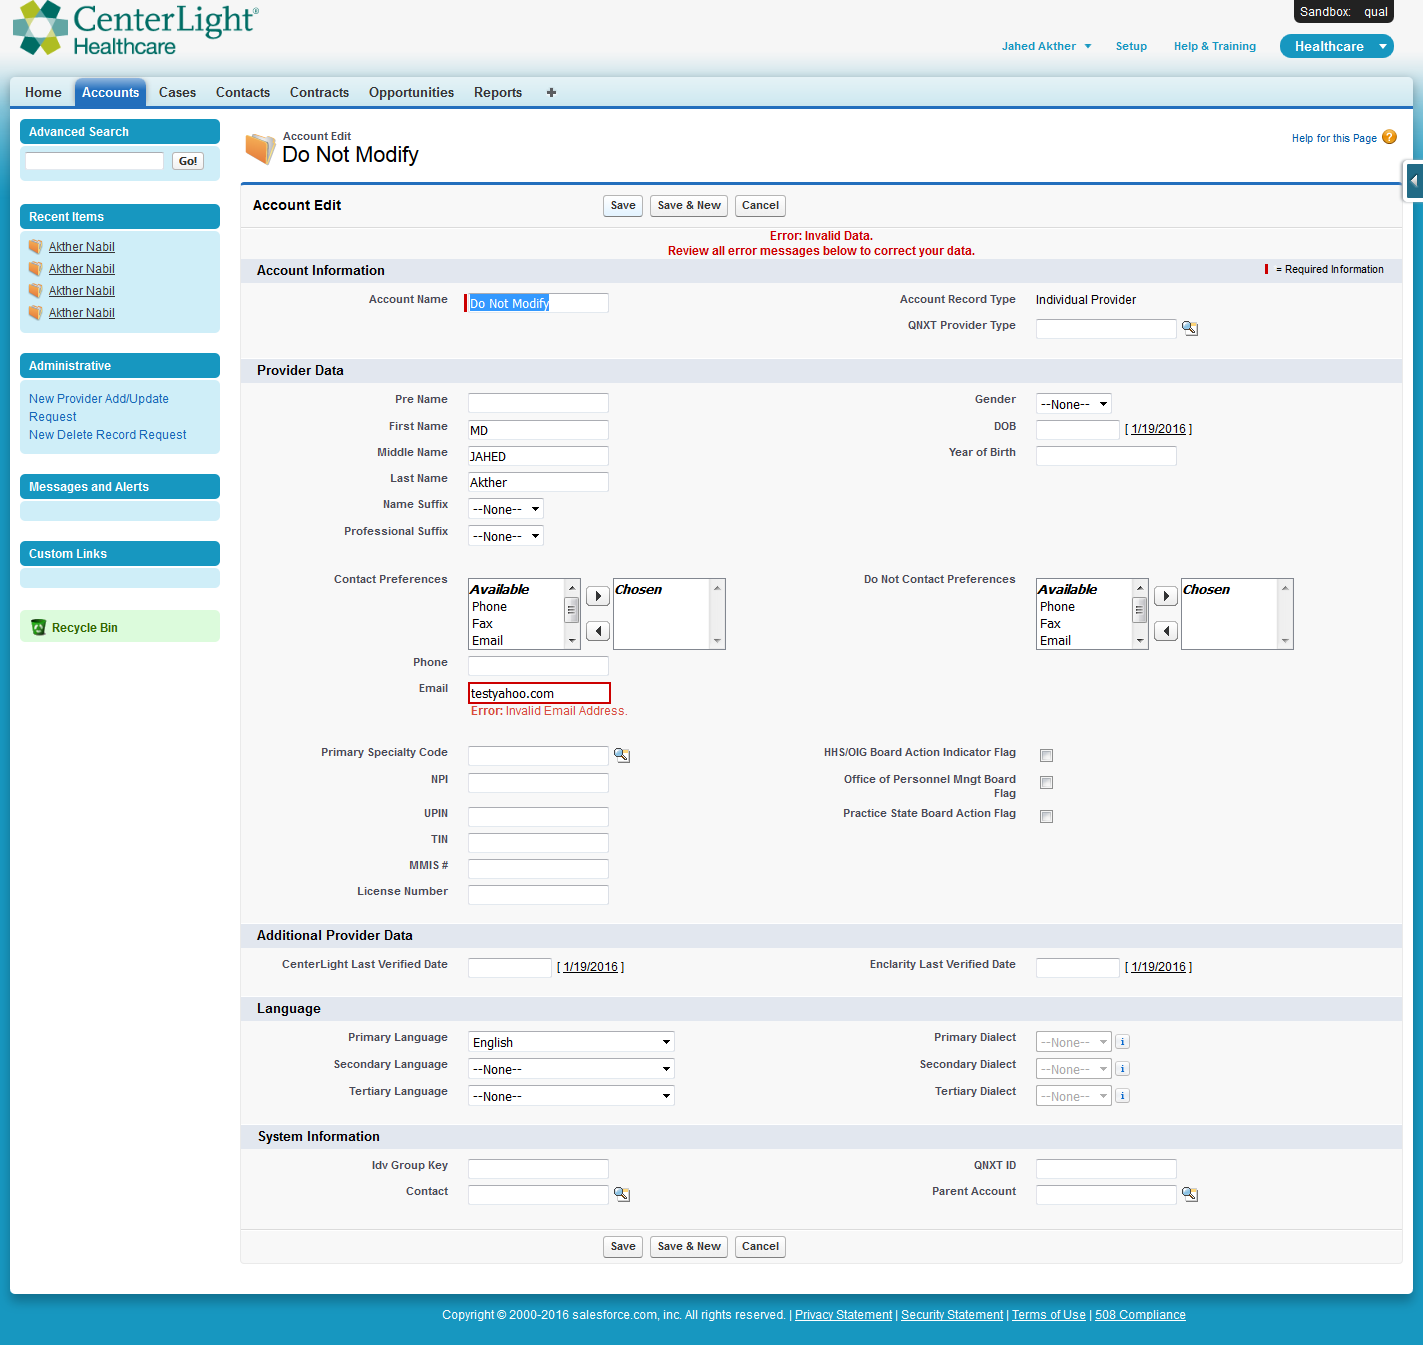 CenterLight®
Healthcare
Sandbox: qual
Jahed Akther Setup Help & Training Healthcare
Home Accounts Cases Contacts Contracts Opportunities Reports +
Advanced Search
Go!
Recent Items
Akther Nabil
Akther Nabil
Akther Nabil
Akther Nabil
Administrative
New Provider Add/Update
Request
New Delete Record Request
Messages and Alerts
Custom Links
Recycle Bin
Account Edit
Do Not Modify
Help for this Page ?
Account Edit Save Save & New Cancel
Error: Invalid Data.
Review all error messages below to correct your data.
Account Information = Required Information
Account Name Do Not Modify Account Record Type Individual Provider
QNXT Provider Type
Provider Data
Pre Name Gender --None--
First Name MD DOB [ 1/19/2016 ]
Middle Name JAHED Year of Birth
Last Name Akther
Name Suffix --None--
Professional Suffix --None--
Contact Preferences Available Chosen Do Not Contact Preferences Available Chosen
Phone Phone
Fax Fax
Email Email
Phone
Email testyahoo.com
Error: Invalid Email Address.
Primary Specialty Code HHS/OIG Board Action Indicator Flag
NPI Office of Personnel Mngt Board
Flag
UPIN Practice State Board Action Flag
TIN
MMIS #
License Number
Additional Provider Data
CenterLight Last Verified Date [ 1/19/2016 ] Enclarity Last Verified Date [ 1/19/2016 ]
Language
Primary Language English Primary Dialect --None-- i
Secondary Language --None-- Secondary Dialect --None-- i
Tertiary Language --None-- Tertiary Dialect --None-- i
System Information
Idv Group Key QNXT ID
Contact Parent Account
Save Save & New Cancel
Copyright © 2000-2016 salesforce.com, inc. All rights reserved. | Privacy Statement | Security Statement | Terms of Use | 508 Compliance